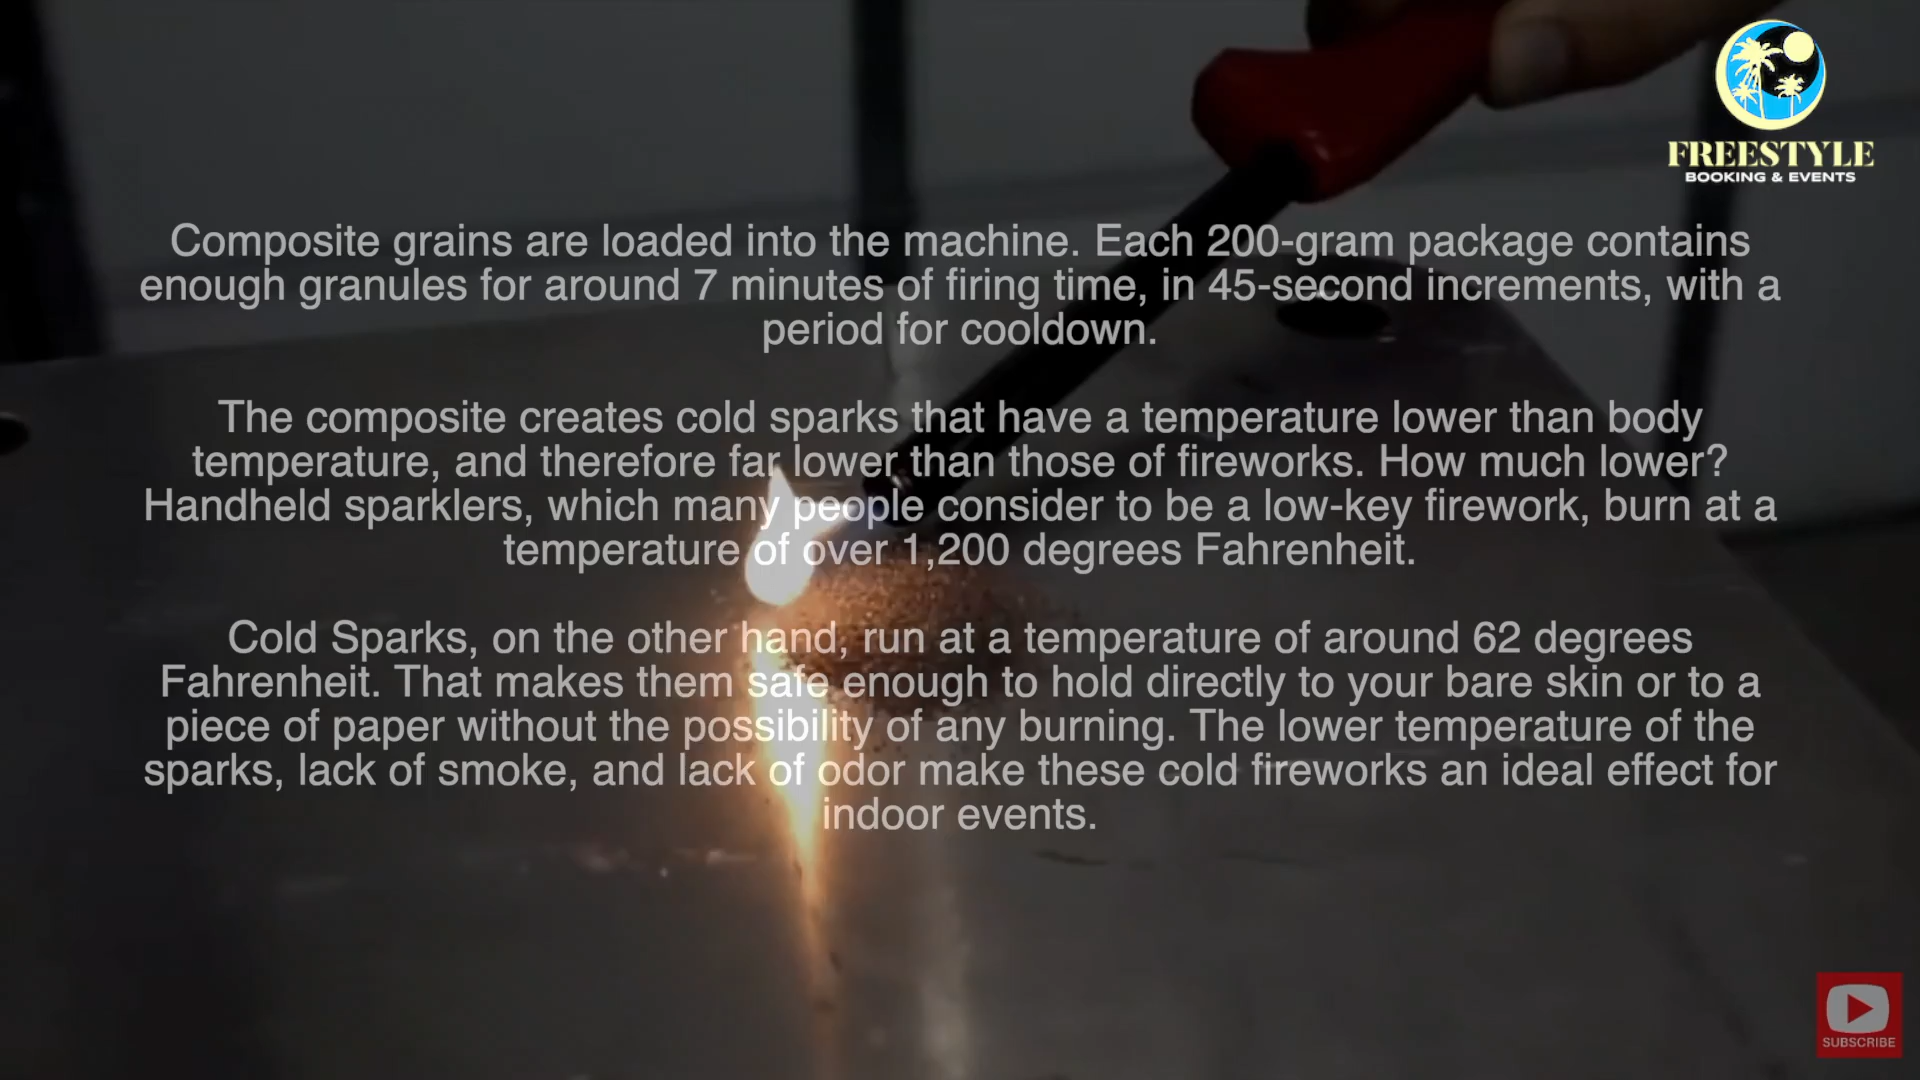 FREESTYLE
BOOKING & EVENTS
Composite grains are loaded into the machine. Each 200-gram package contains
enough granules for around 7 minutes of firing time, in 45-second increments, with a
period for cooldown.
The composite creates cold sparks that have a temperature lower than body
temperature, and therefore far lower than those of fireworks. How much lower?
Handheld sparklers, which many people consider to be a low-key firework, burn at a
temperature of over 1,200 degrees Fahrenheit.
Cold Sparks, on the other hand, run at a temperature of around 62 degrees
Fahrenheit. That makes them safe enough to hold directly to your bare skin or to a
piece of paper without the possibility of any burning. The lower temperature of the
sparks, lack of smoke, and lack of odor make these cold fireworks an ideal effect for
indoor events.
SUBSCRIBE